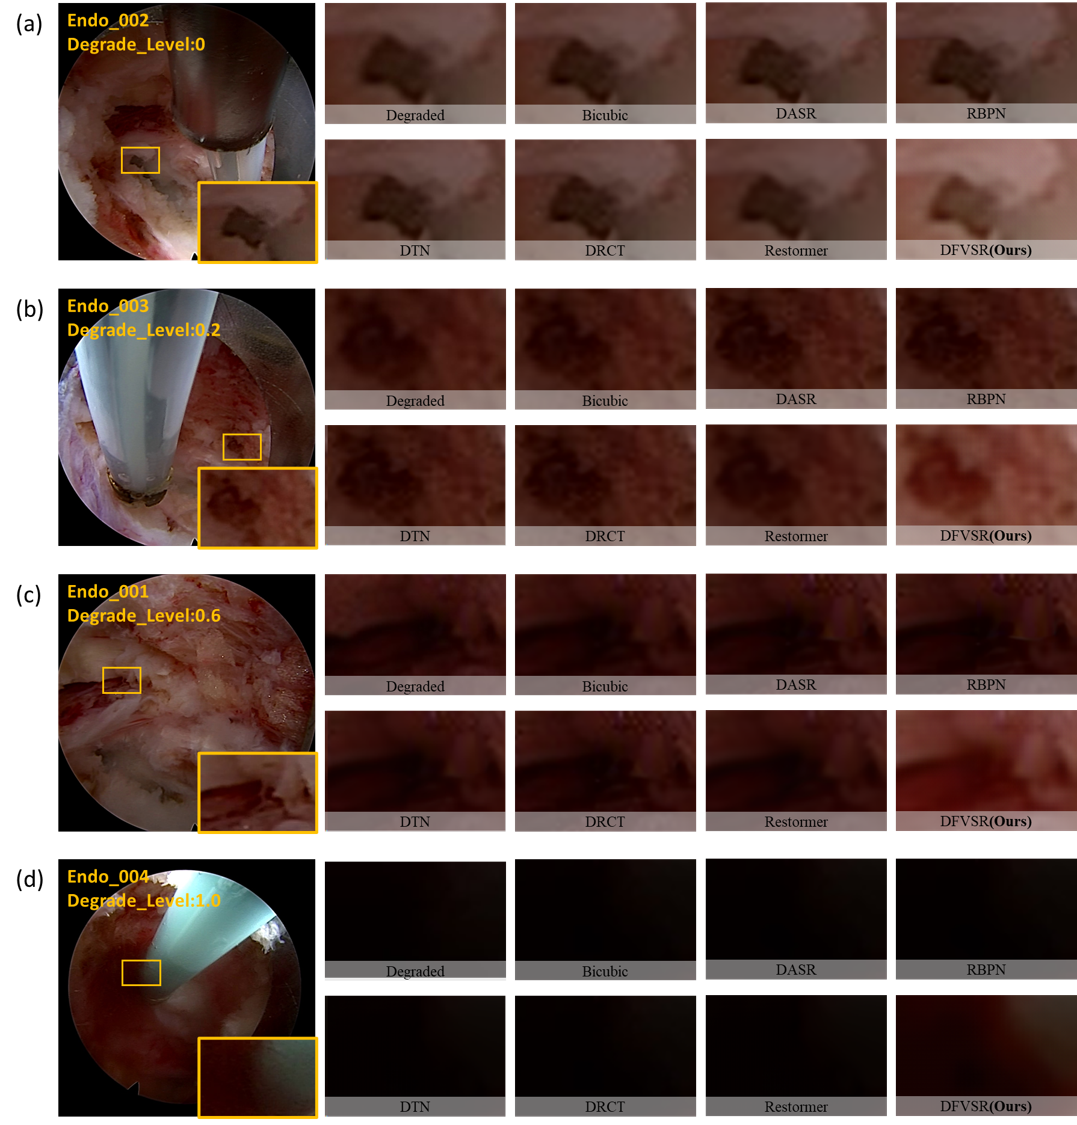 (a)
Endo_002
Degrade_Level:0
Degraded
Bicubic
DASR
RBPN
DTN
DRCT
Restormer
DFVSR(Ours)
(b)
Endo_003
Degrade_Level:0.2
Degraded
Bicubic
DASR
RBPN
DTN
DRCT
Restormer
DFVSR(Ours)
(c)
Endo_001
Degrade_Level:0.6
Degraded
Bicubic
DASR
RBPN
DTN
DRCT
Restormer
DFVSR(Ours)
(d)
Endo_004
Degrade_Level:1.0
Degraded
Bicubic
DASR
RBPN
DTN
DRCT
Restormer
DFVSR(Ours)